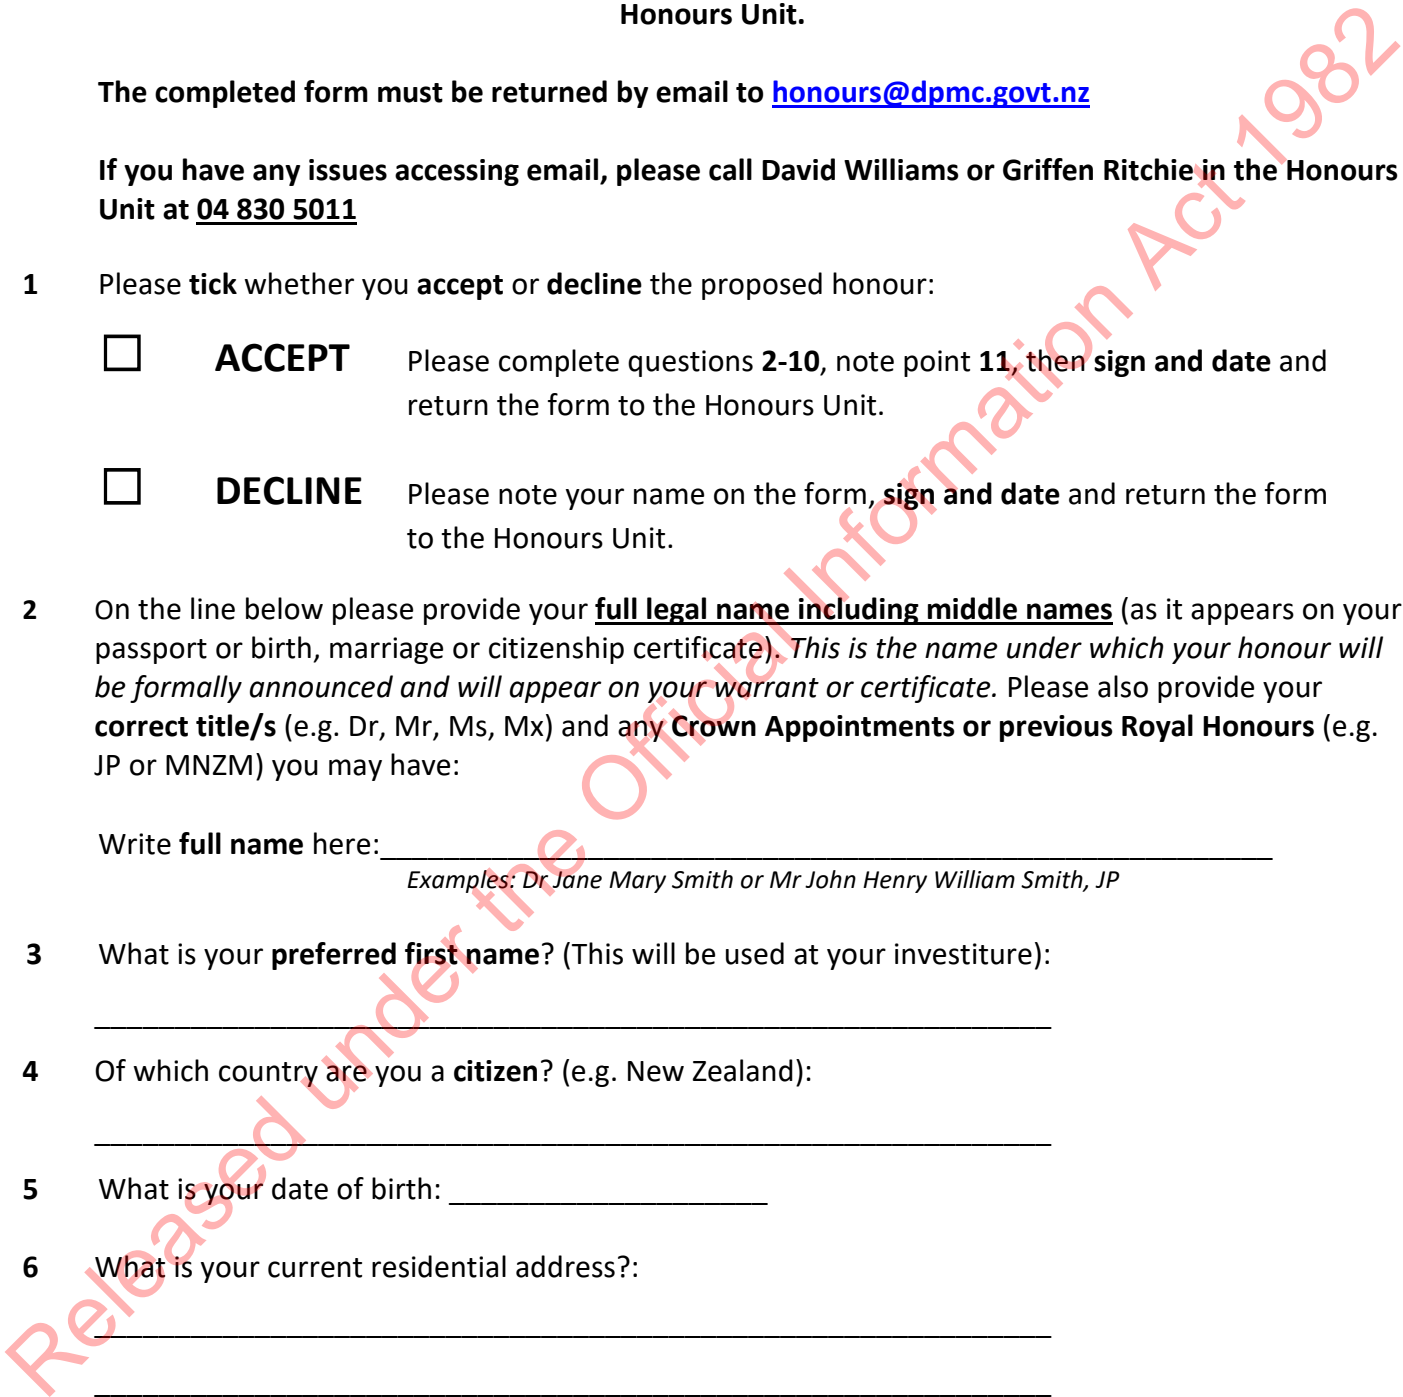 Honours Unit.
The completed form must be returned by email to honours@dpmc.govt.nz
If you have any issues accessing email, please call David Williams or Griffen Ritchie in the Honours
Unit at 04 830 5011
1 Please tick whether you accept or decline the proposed honour:
☐ ACCEPT Please complete questions 2-10, note point 11, then sign and date and
return the form to the Honours Unit.
☐ DECLINE Please note your name on the form, sign and date and return the form
to the Honours Unit.
2 On the line below please provide your full legal name including middle names (as it appears on your
passport or birth, marriage or citizenship certificate). This is the name under which your honour will
be formally announced and will appear on your warrant or certificate. Please also provide your
correct title/s (e.g. Dr, Mr, Ms, Mx) and any Crown Appointments or previous Royal Honours (e.g.
JP or MNZM) you may have:
Write full name here:
Examples: Dr Jane Mary Smith or Mr John Henry William Smith, JP
3 What is your preferred first name? (This will be used at your investiture):
4 Of which country are you a citizen? (e.g. New Zealand):
5 What is your date of birth:
6 What is your current residential address?:
Released under the Official Information Act 1982